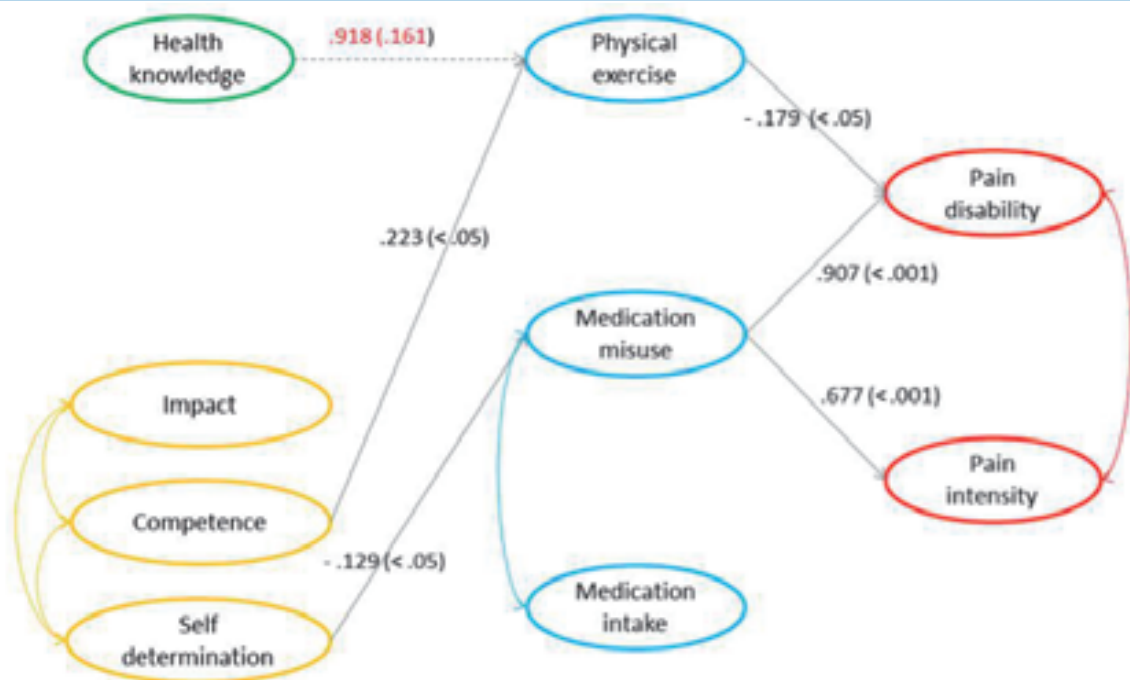 Health
knowledge
.918 (.161)
Physical
exercise
- .179 (< .05)
Pain
disability
.223 (< .05)
.907 (< .001)
Medication
misuse
.677 (< .001)
Impact
Pain
intensity
Competence
- .129 (< .05)
Medication
intake
Self
determination